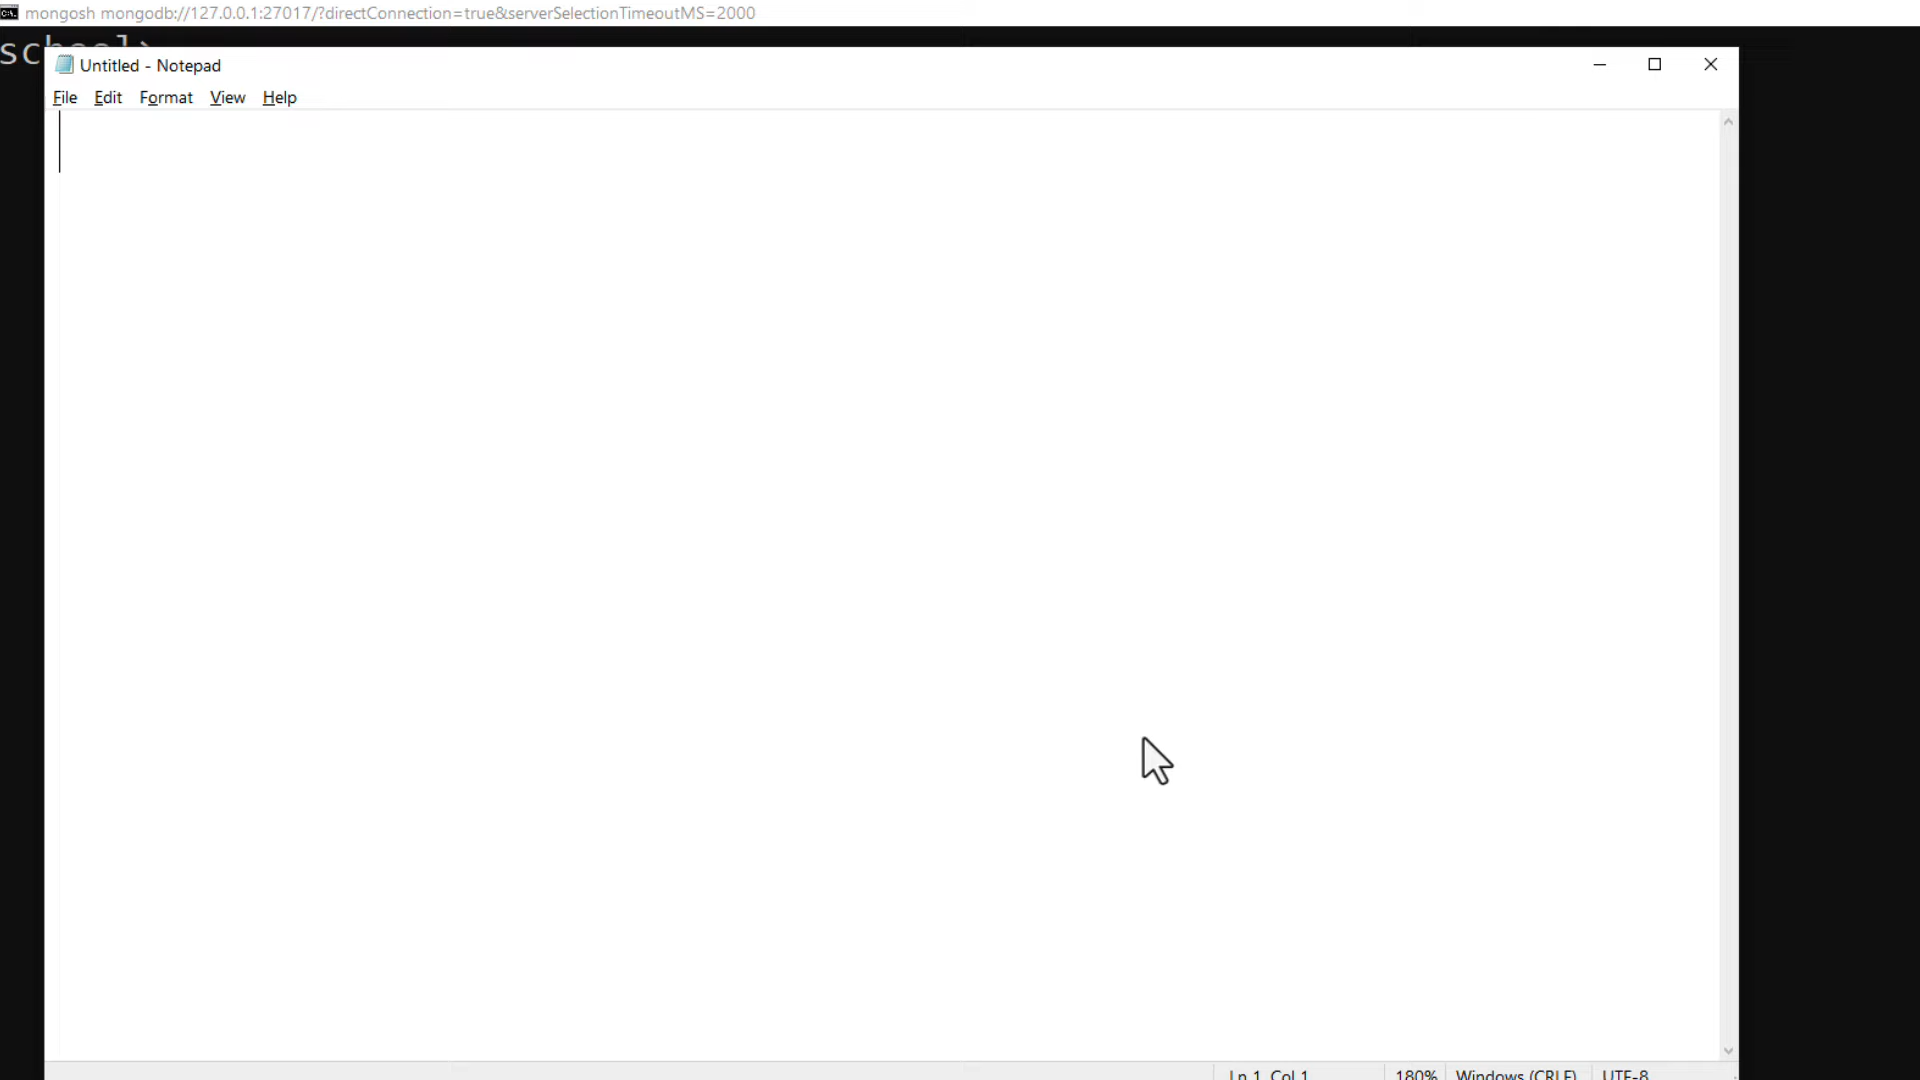 mongosh mongodb://127.0.0.1:27017/?directConnection=true&serverSelectionTimeoutMS=2000
school>
Untitled - Notepad
File Edit Format View Help
Ln 1, Col 1 180% Windows (CRLF) UTF-8